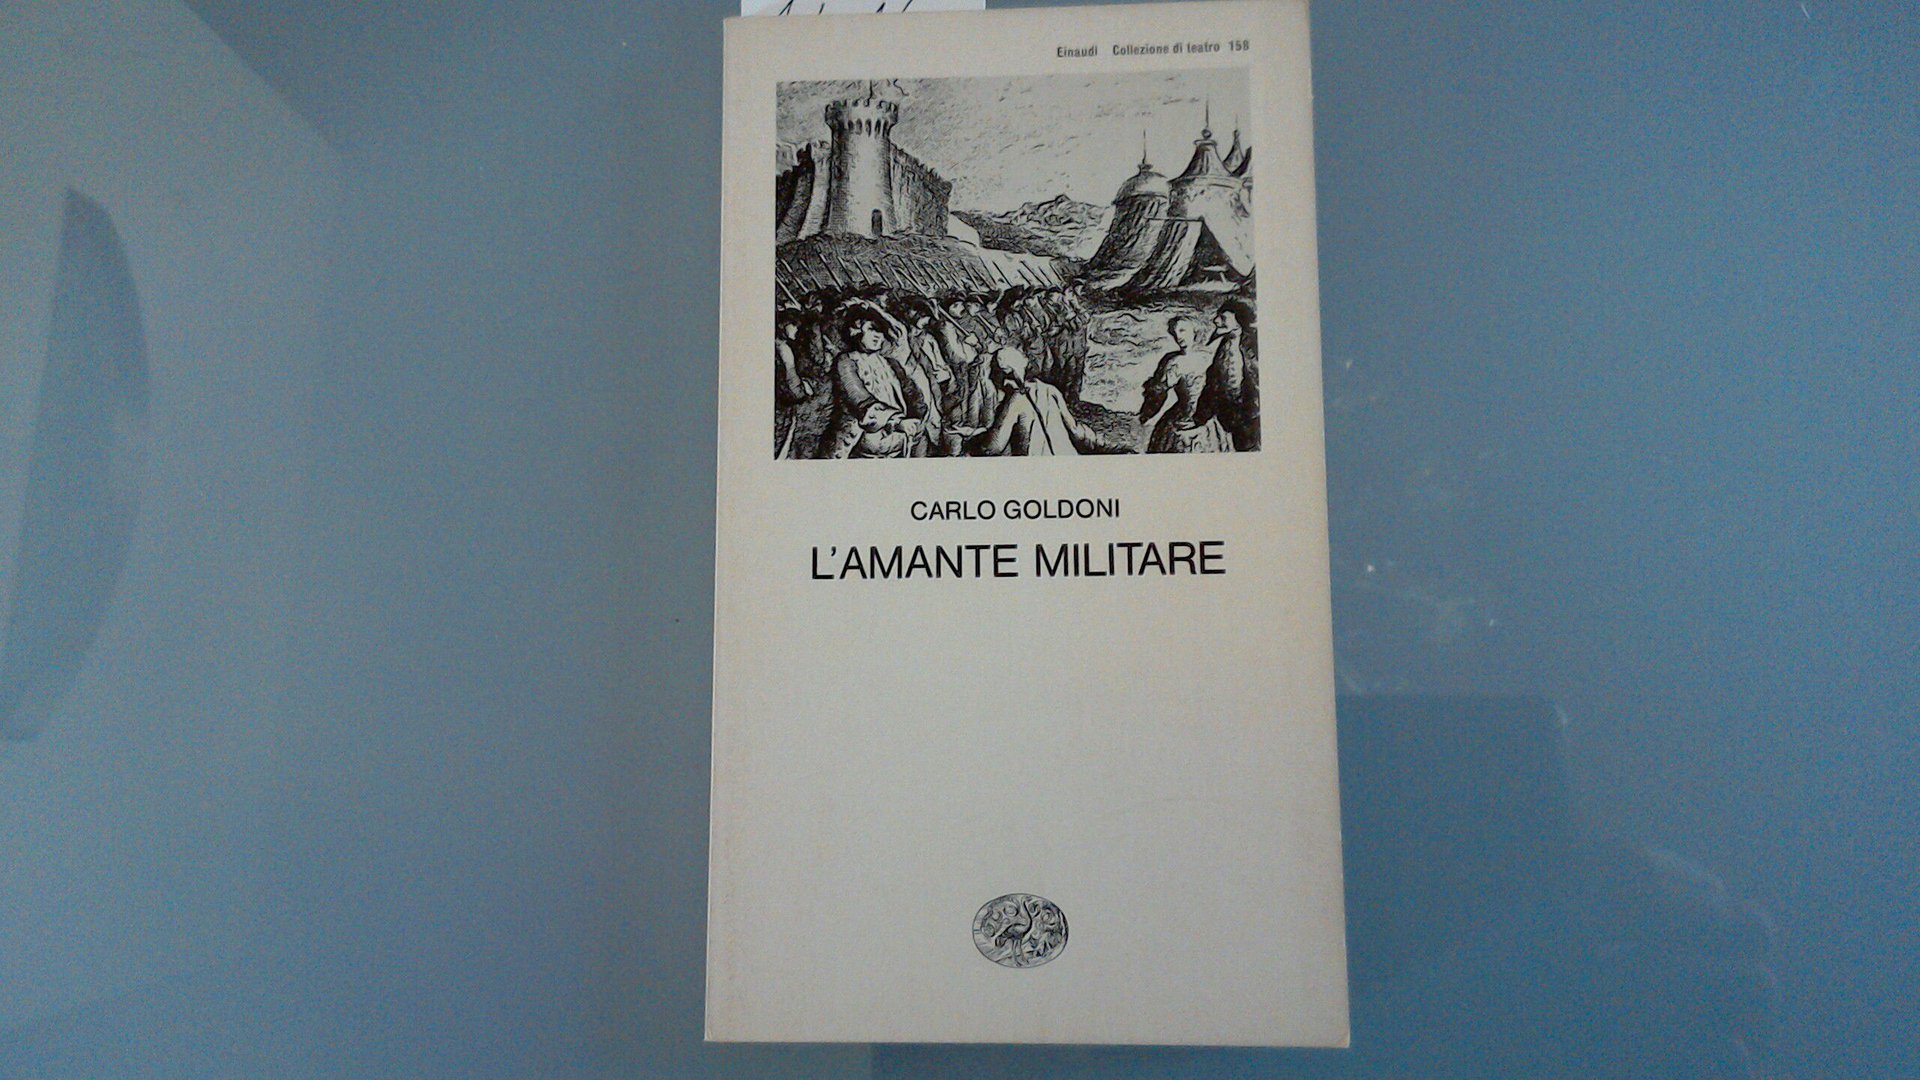 Einaudi Collezione di teatro 158
CARLO GOLDONI
L'AMANTE MILITARE